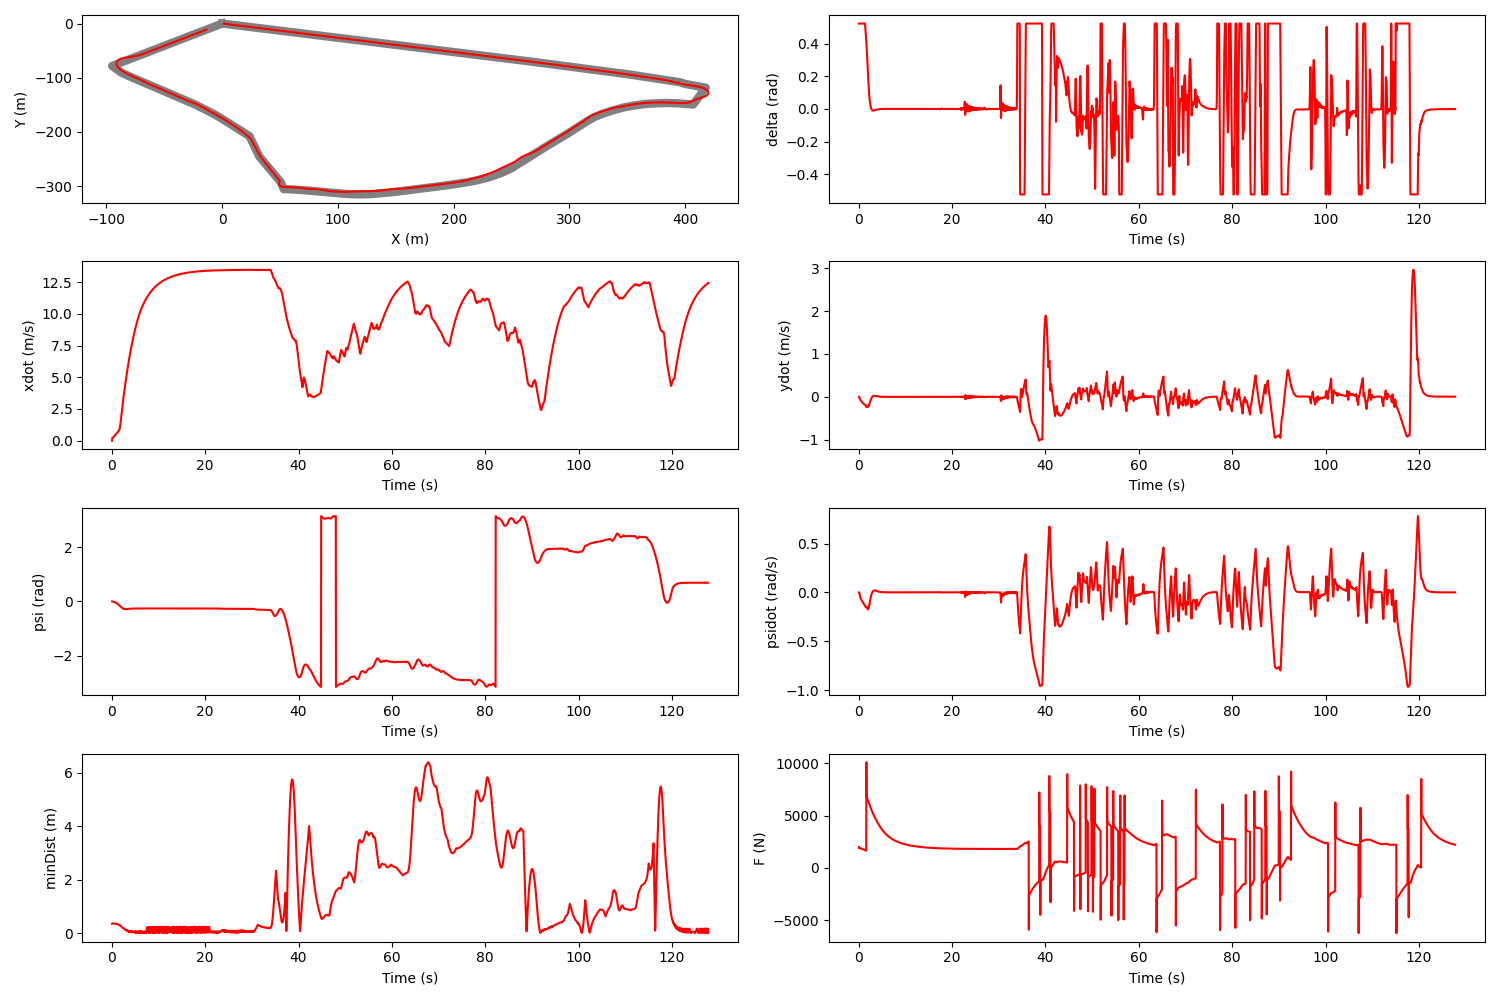 0
−100
−200
−300
Y (m)
−100 0 100 200 300 400
X (m)
0.4
0.2
0.0
−0.2
−0.4
delta (rad)
0 20 40 60 80 100 120
Time (s)
12.5
10.0
7.5
5.0
2.5
0.0
xdot (m/s)
0 20 40 60 80 100 120
Time (s)
3
2
1
0
−1
ydot (m/s)
0 20 40 60 80 100 120
Time (s)
2
0
−2
psi (rad)
0 20 40 60 80 100 120
Time (s)
0.5
0.0
−0.5
−1.0
psidot (rad/s)
0 20 40 60 80 100 120
Time (s)
6
4
2
0
minDist (m)
0 20 40 60 80 100 120
Time (s)
10000
5000
0
−5000
F (N)
0 20 40 60 80 100 120
Time (s)